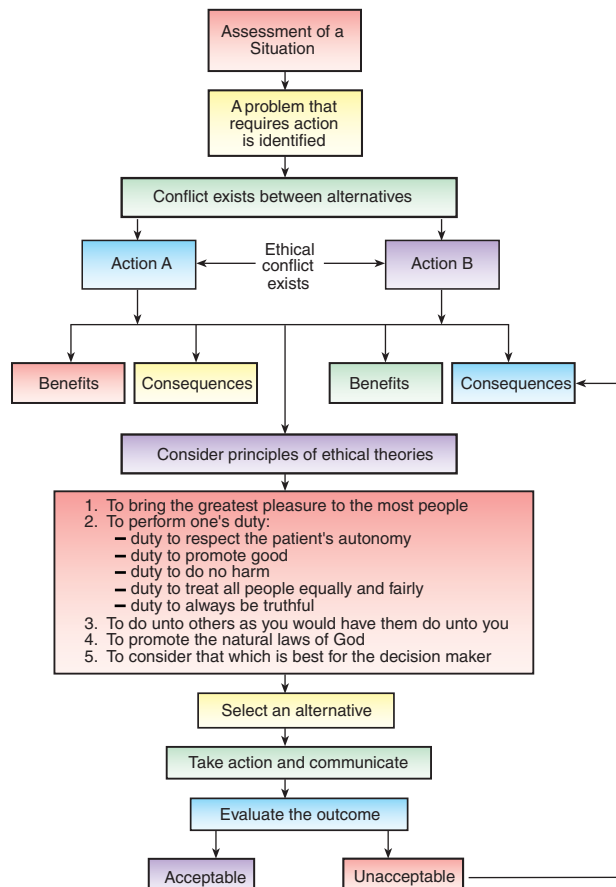 Assessment of a
Situation
A problem that
requires action
is identified
Conflict exists between alternatives
Action A
Ethical
conflict
exists
Action B
Benefits
Consequences
Benefits
Consequences
Consider principles of ethical theories
1. To bring the greatest pleasure to the most people
2. To perform one's duty:
– duty to respect the patient's autonomy
– duty to promote good
– duty to do no harm
– duty to treat all people equally and fairly
– duty to always be truthful
3. To do unto others as you would have them do unto you
4. To promote the natural laws of God
5. To consider that which is best for the decision maker
Select an alternative
Take action and communicate
Evaluate the outcome
Acceptable
Unacceptable